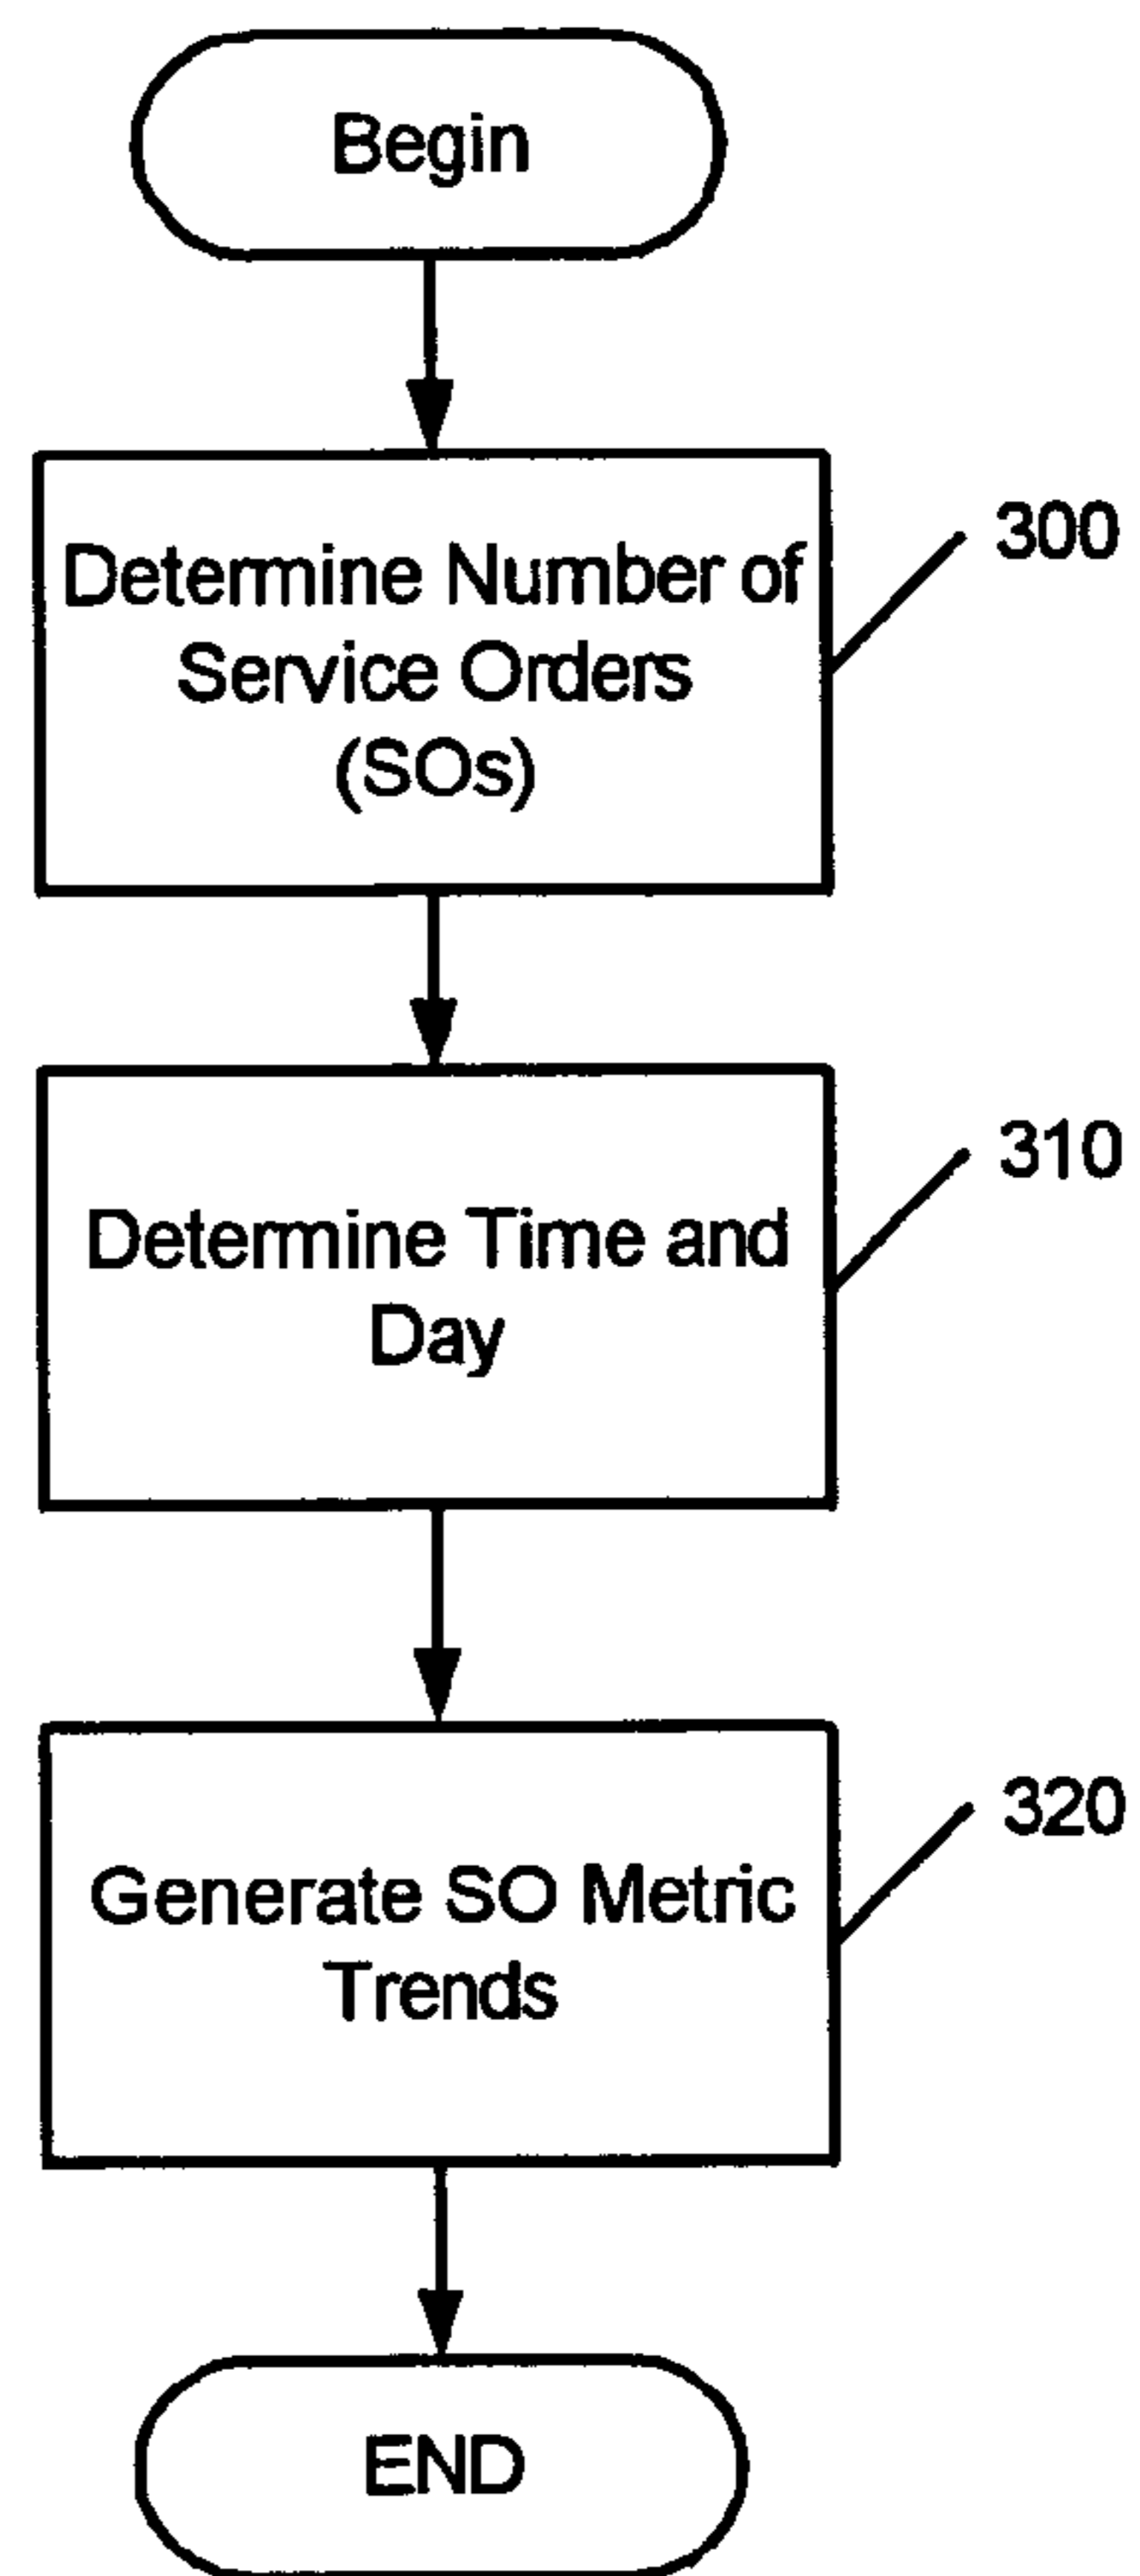 Begin
Determine Number of
Service Orders
(SOs)
300
Determine Time and
Day
310
Generate SO Metric
Trends
320
END